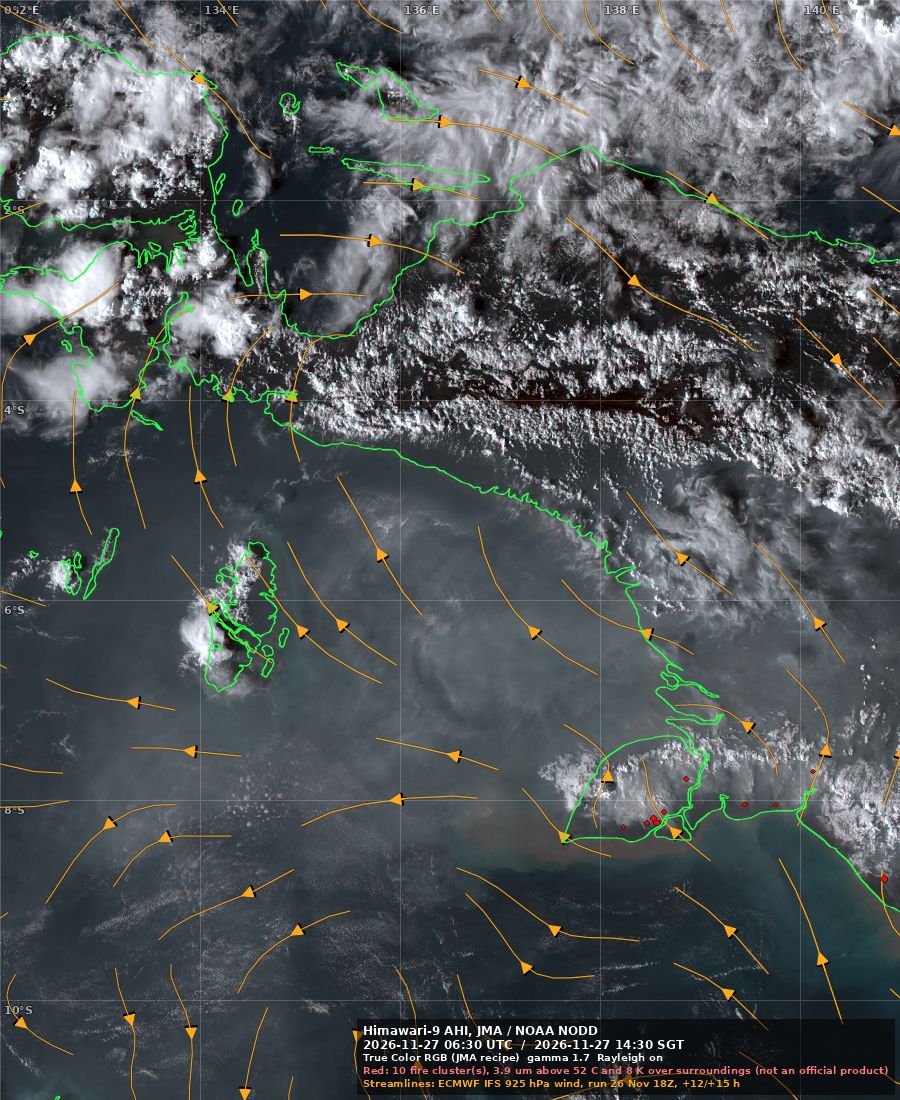 0°
132°E
134°E
136°E
138°E
140°E
2°S
4°S
6°S
8°S
10°S
Himawari-9 AHI, JMA / NOAA NODD
2026-11-27 06:30 UTC / 2026-11-27 14:30 SGT
True Color RGB (JMA recipe) gamma 1.7 Rayleigh on
Red: 10 fire cluster(s), 3.9 um above 52 C and 8 K over surroundings (not an official product)
Streamlines: ECMWF IFS 925 hPa wind, run 26 Nov 18Z, +12/+15 h